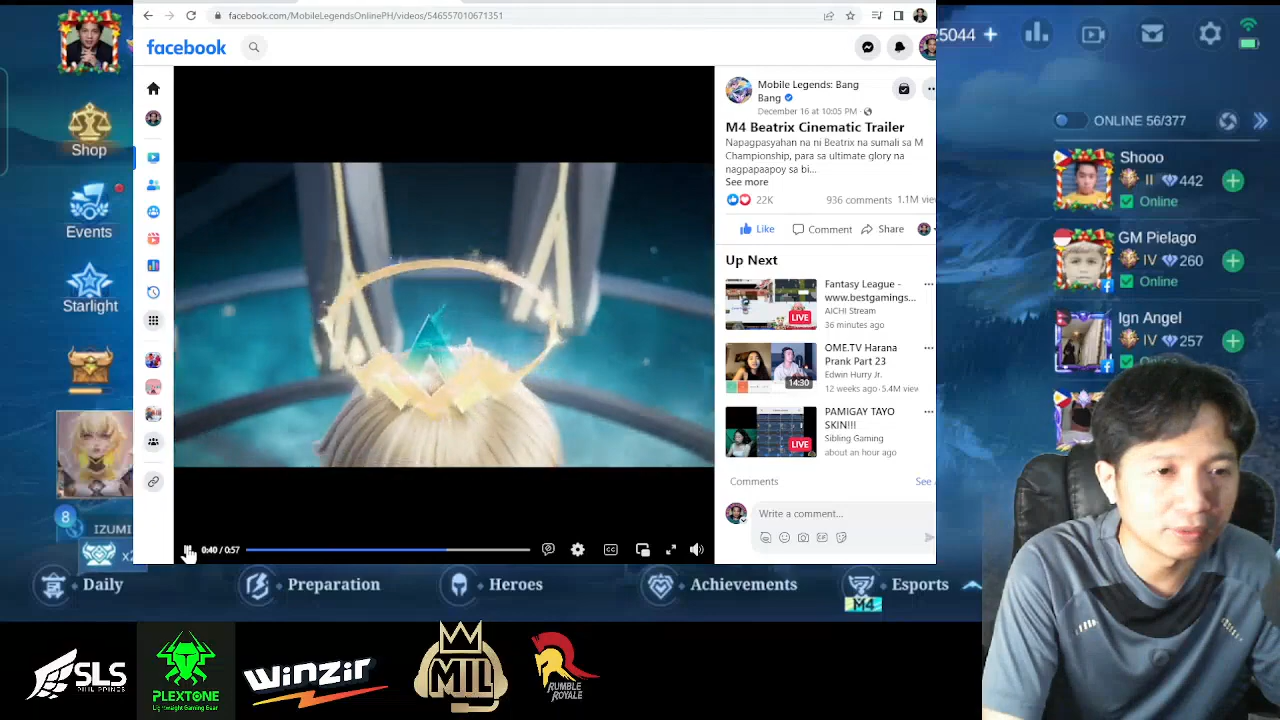 facebook.com/MobileLegendsOnlinePH/videos/546557010671351
facebook
Mobile Legends: Bang
Bang
December 16 at 10:05 PM
M4 Beatrix Cinematic Trailer
Napagpasyahan na ni Beatrix na sumali sa M
Championship, para sa ultimate glory na
nagpapaapoy sa bi...
See more
22K
936 comments 1.1M
Like Comment Share
Up Next
Fantasy League -
www.bestgamings...
AICHI Stream
36 minutes ago
LIVE
OME.TV Harana
Prank Part 23
Edwin Hurry Jr.
12 weeks ago · 5.4M
14:30
PAMIGAY TAYO
SKIN!!!
Sibling Gaming
about an hour ago
LIVE
Comments See
Write a comment...
0:40 / 0:57
CC
5044
Shop
Events
Starlight
8
IZUMI
ONLINE 56/377
Shooo
II 442
Online
GM Pielago
IV 260
Online
Ign Angel
IV 257
Daily
Preparation
Heroes
Achievements
Esports
M4
SLS
PHILIPPINES
PLEXTONE
Lightweight Gaming Gear
WINZIR
MIL
RUMBLE
ROYALE